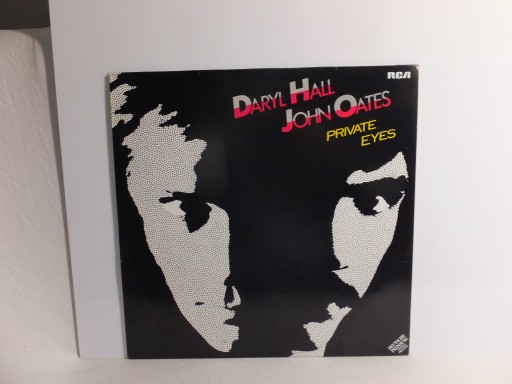 RCA
DARYL HALL
JOHN OATES
PRIVATE
EYES